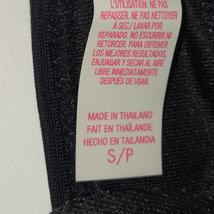 L'UTILISATION. NE PAS
REPASSER. NE PAS NETTOYER
À SEC./ LAVAR POR
SEPARADO. NO ESCURRIR NI
RETORCER. PARA OBTENER
LOS MEJORES RESULTADOS,
ENJUAGAR Y SECAR AL AIRE
LIBRE INMEDIATAMENTE
DESPUÉS DE USAR.
MADE IN THAILAND
FAIT EN THAÏLANDE
HECHO EN TAILANDIA
S/P